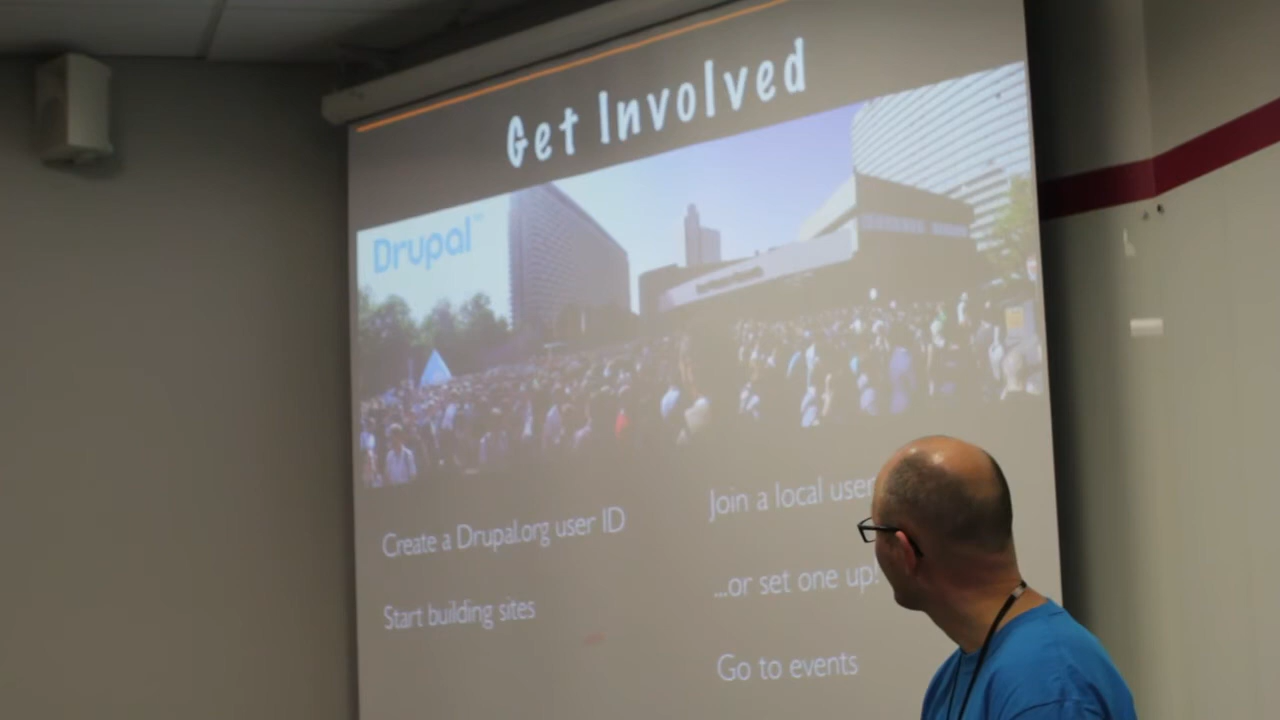 Get Involved
Drupal™
Create a Drupal.org user ID
Start building sites
Join a local user
...or set one up!
Go to events